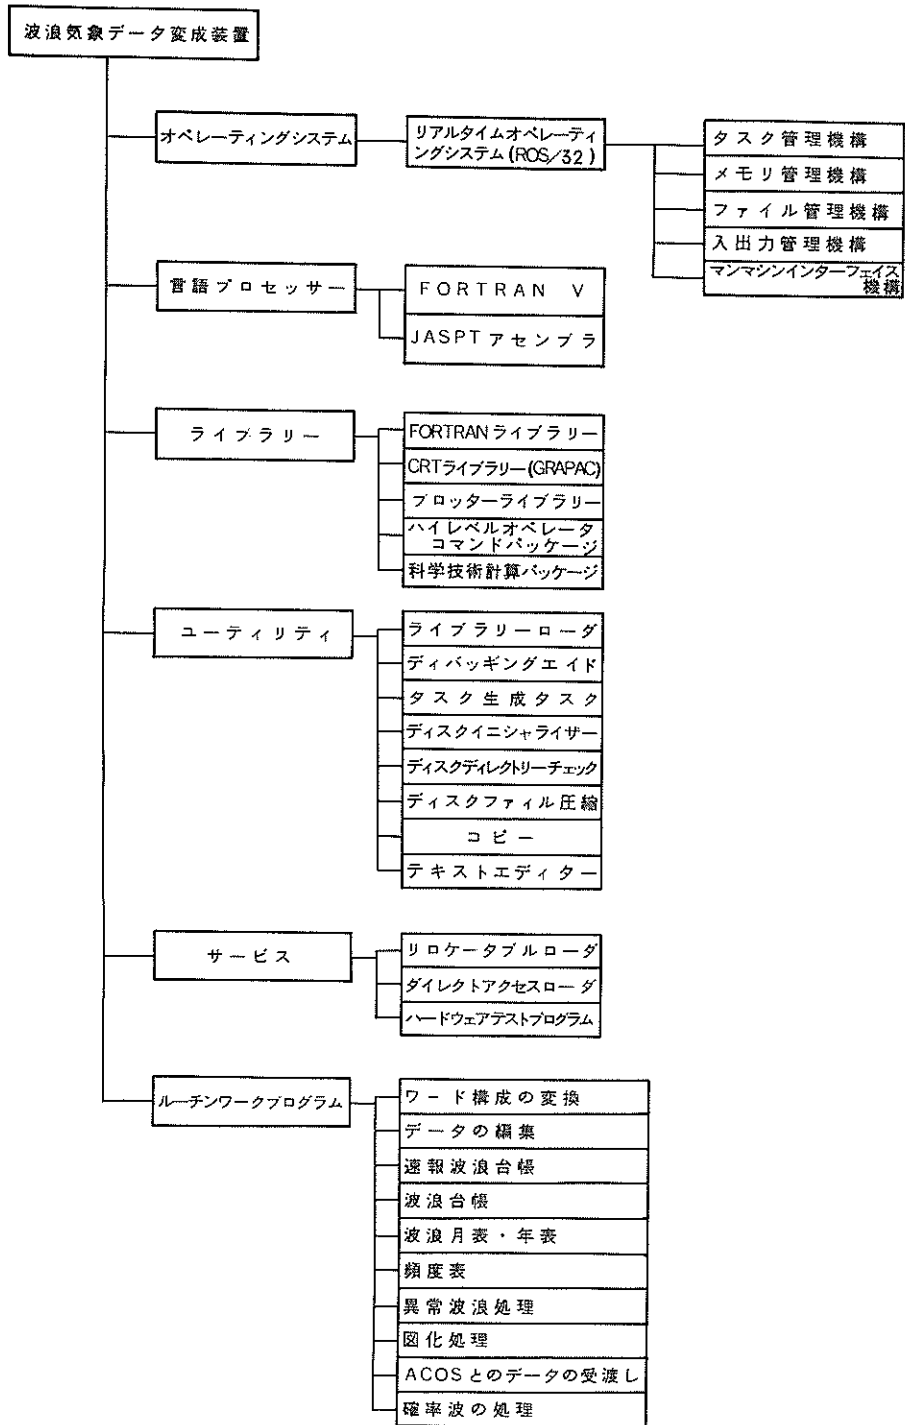 波浪気象データ変成装置
オペレーティングシステム
リアルタイムオペレーティ
ングシステム(ROS/32)
タスク管理機構
メモリ管理機構
ファイル管理機構
入出力管理機構
マンマシンインターフェイス
機構
言語プロセッサー
FORTRAN V
JASPTアセンブラ
ライブラリー
FORTRANライブラリー
CRTライブラリー(GRAPAC)
プロッターライブラリー
ハイレベルオペレータ
コマンドパッケージ
科学技術計算パッケージ
ユーティリティ
ライブラリーローダ
ディバッギングエイド
タスク生成タスク
ディスクイニシャライザー
ディスクディレクトリーチェック
ディスクファイル圧縮
コピー
テキストエディター
サービス
リロケータブルローダ
ダイレクトアクセスローダ
ハードウェアテストプログラム
ルーチンワークプログラム
ワード構成の変換
データの編集
速報波浪台帳
波浪台帳
波浪月表・年表
頻度表
異常波浪処理
図化処理
ACOSとのデータの受渡し
確率波の処理